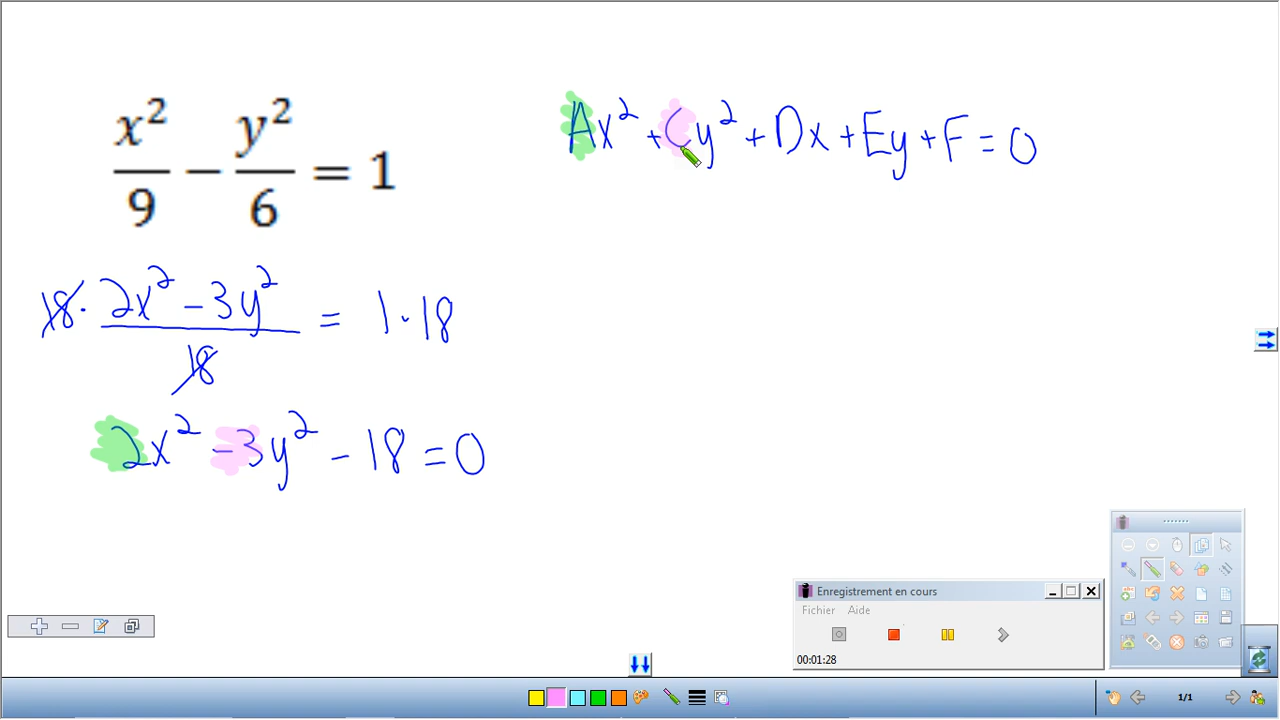 x²/9 − y²/6 = 1
Ax² + Cy² + Dx + Ey + F = 0
18 · (2x² − 3y²)/18 = 1 · 18
2x² − 3y² − 18 = 0
Enregistrement en cours
Fichier Aide
00:01:28
1/1